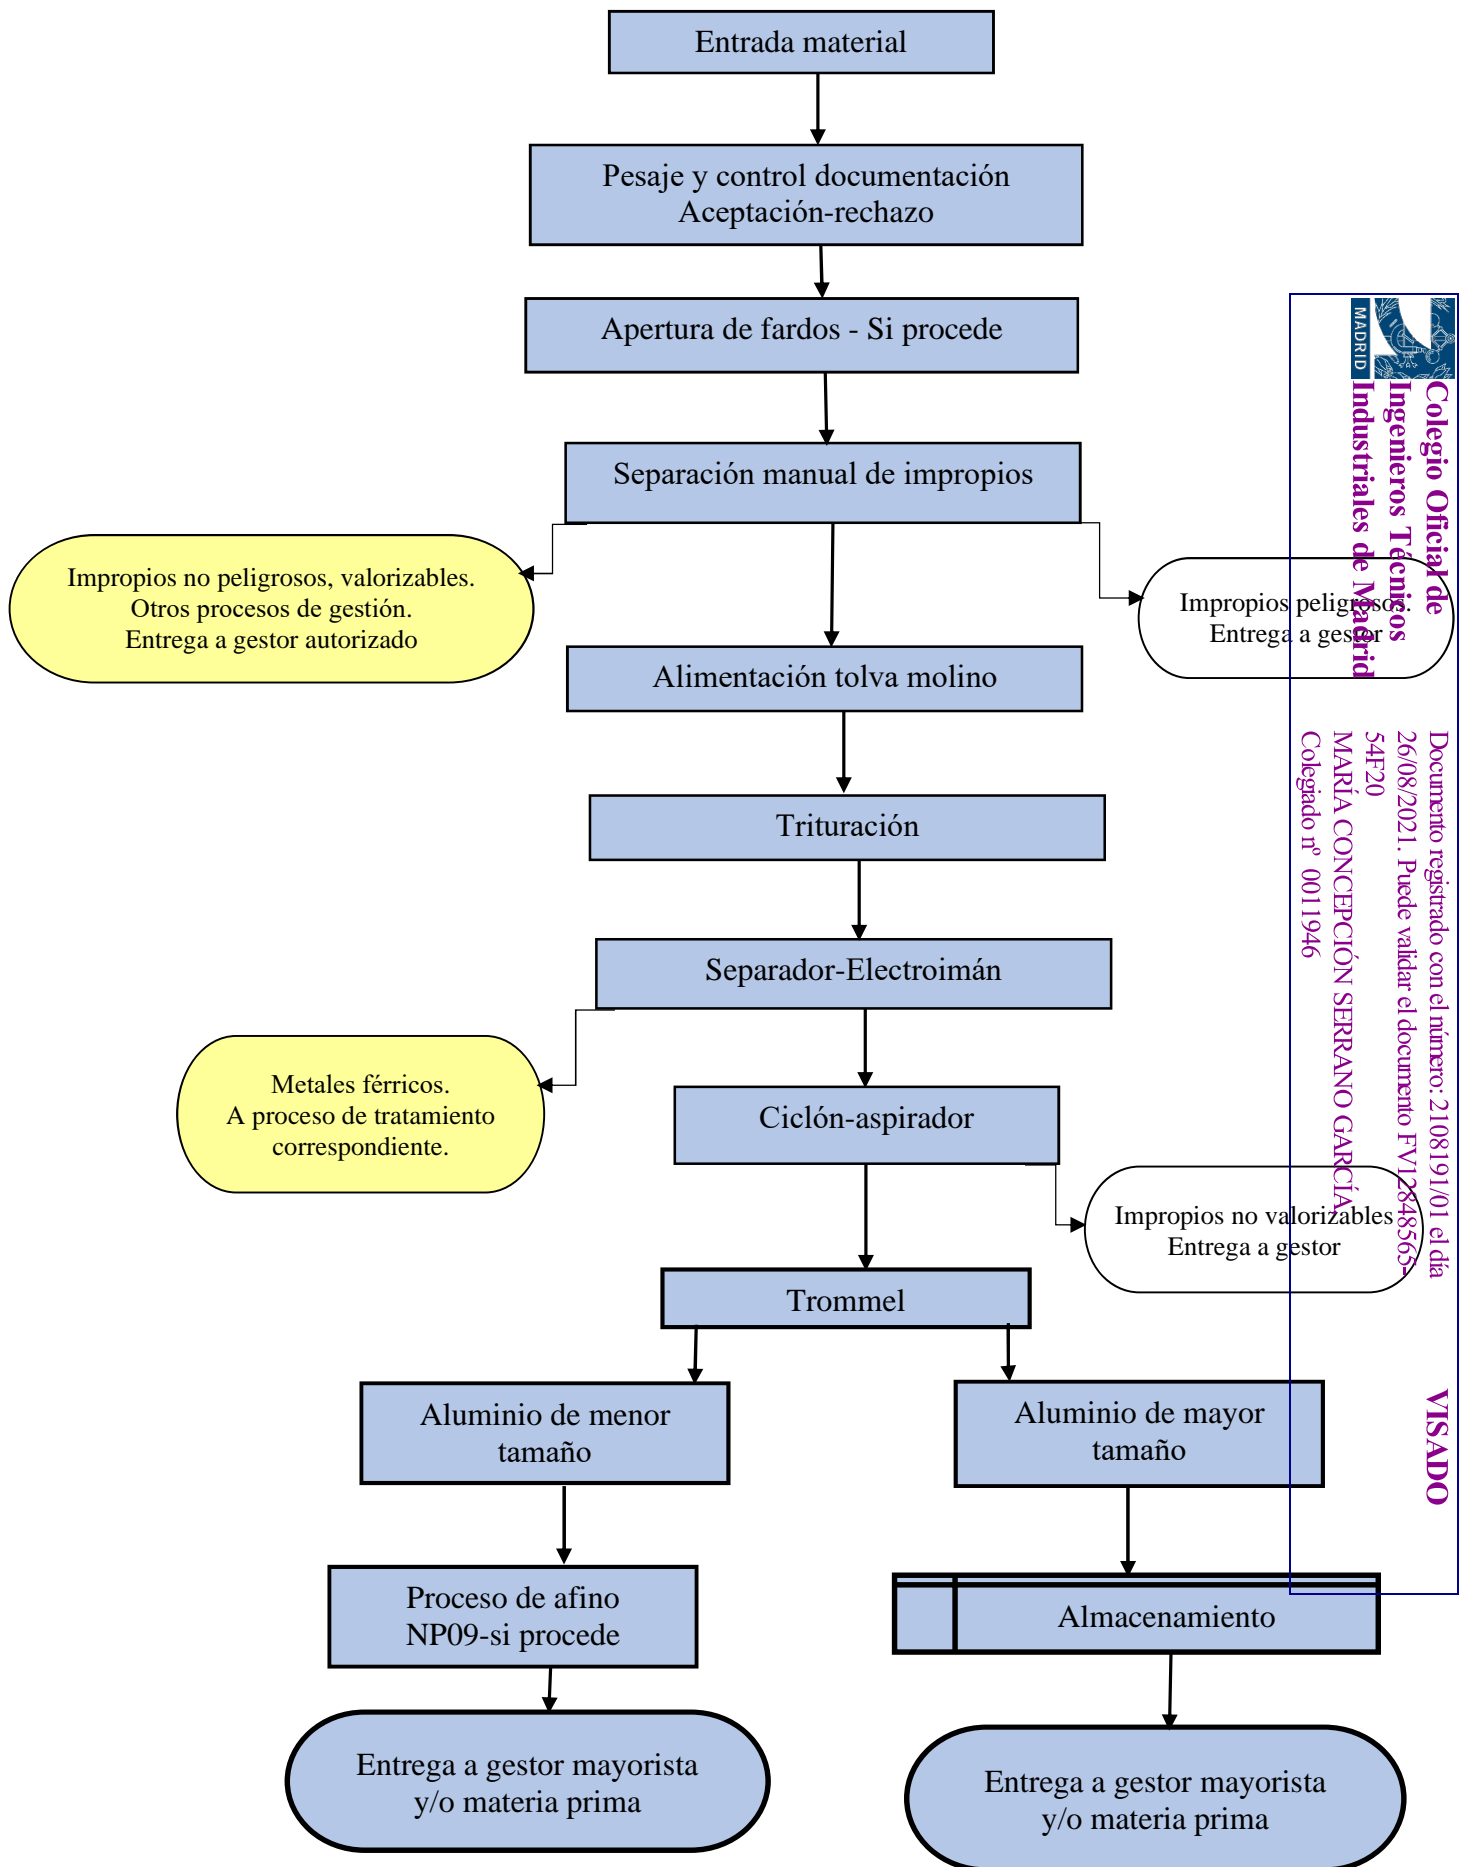 Entrada material
Pesaje y control documentación
Aceptación-rechazo
Apertura de fardos - Si procede
Separación manual de impropios
Impropios no peligrosos, valorizables.
Otros procesos de gestión.
Entrega a gestor autorizado
Impropios peligrosos.
Entrega a gestor
Alimentación tolva molino
Trituración
Separador-Electroimán
Metales férricos.
A proceso de tratamiento
correspondiente.
Ciclón-aspirador
Impropios no valorizables
Entrega a gestor
Trommel
Aluminio de menor
tamaño
Aluminio de mayor
tamaño
Proceso de afino
NP09-si procede
Almacenamiento
Entrega a gestor mayorista
y/o materia prima
Entrega a gestor mayorista
y/o materia prima
MADRID
Colegio Oficial de
Ingenieros Técnicos
Industriales de Madrid
Documento registrado con el número: 2108191/01 el día
26/08/2021. Puede validar el documento FV12848565-
54F20
MARÍA CONCEPCIÓN SERRANO GARCÍA,
Colegiado nº 0011946
VISADO